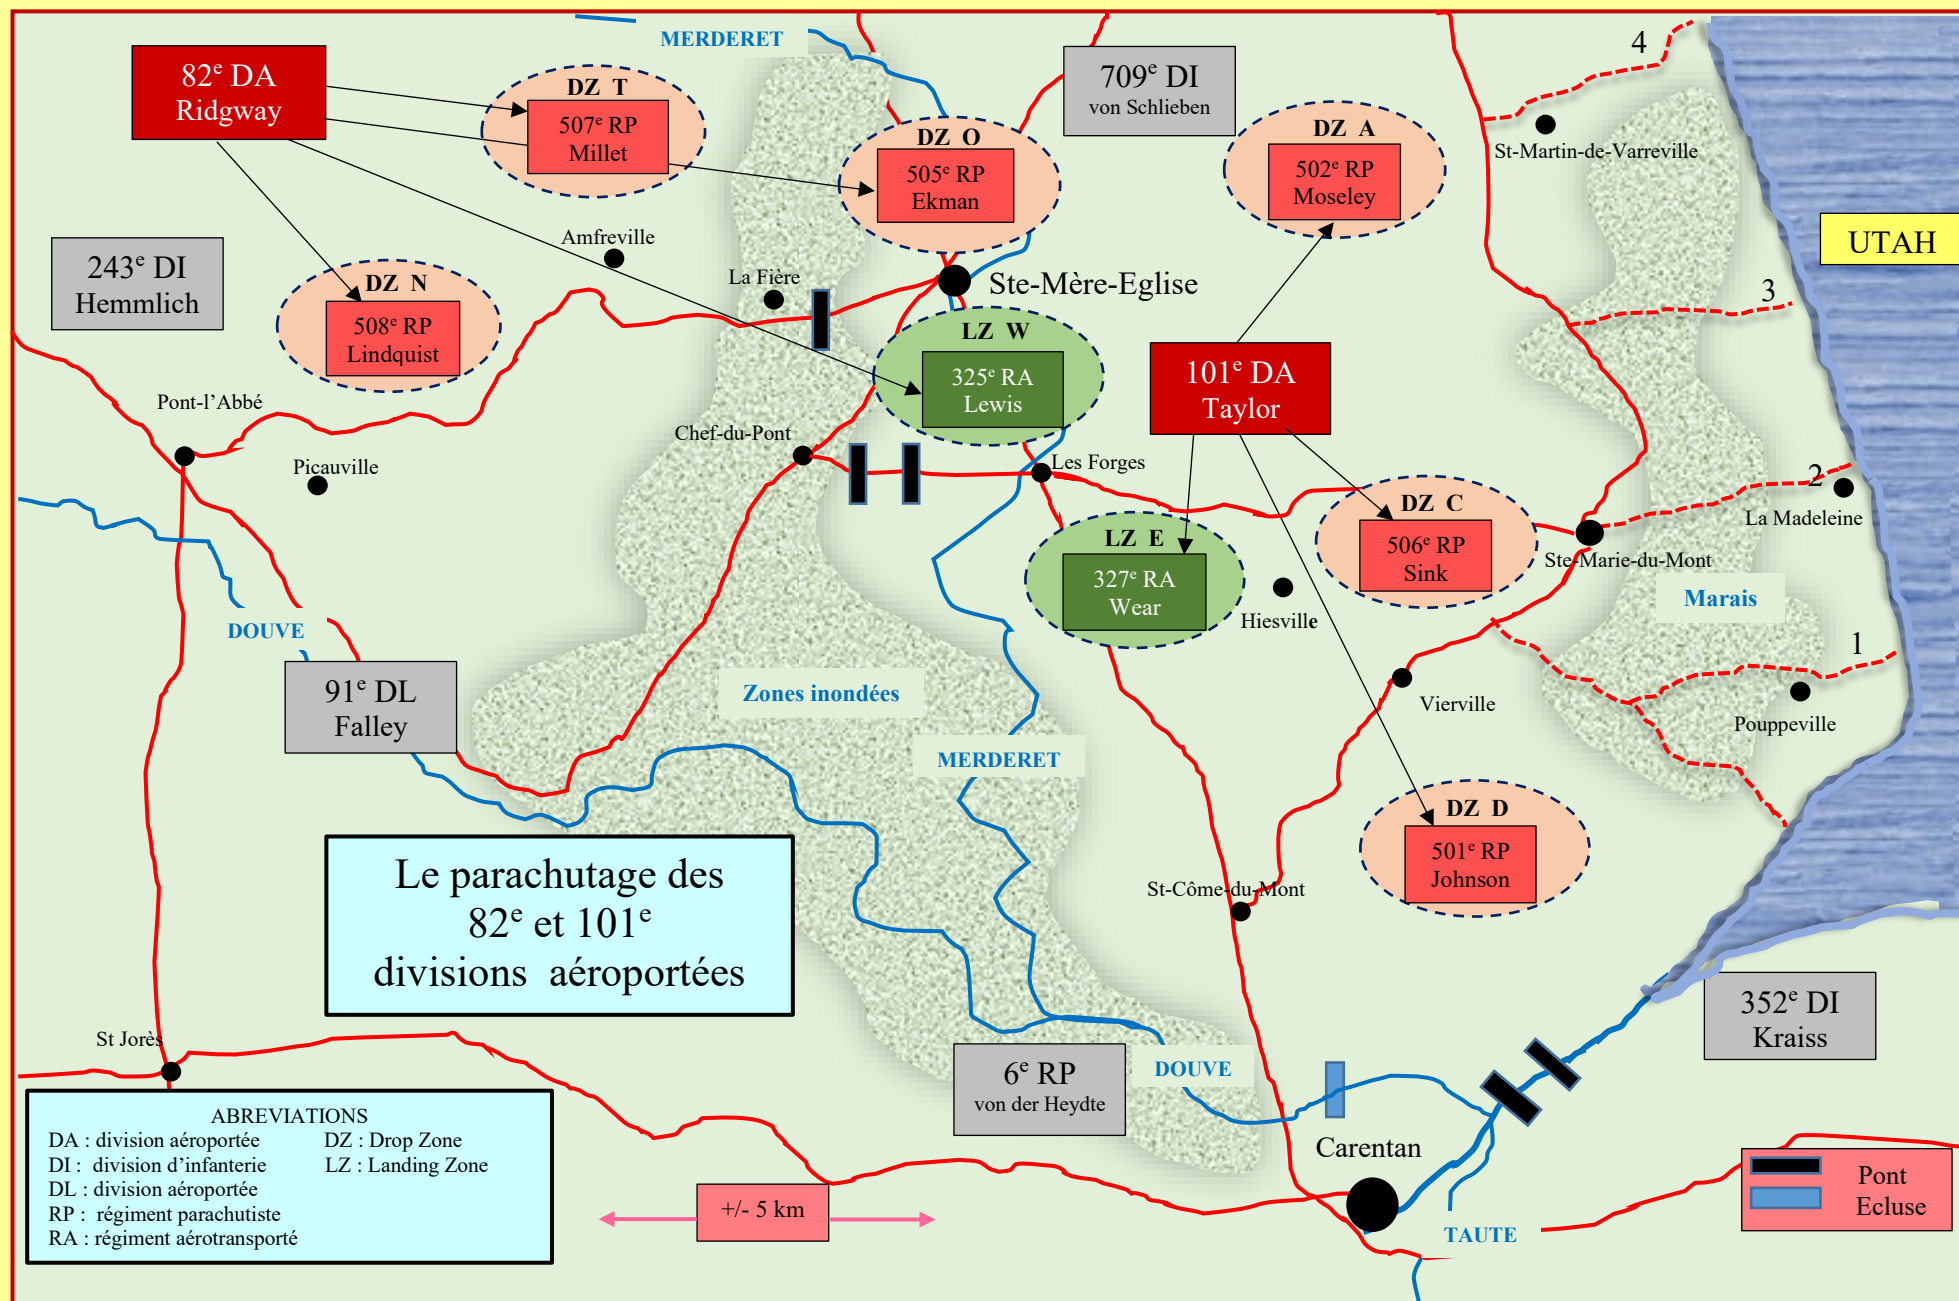 MERDERET
4
82e DA
Ridgway
709e DI
von Schlieben
DZ T
507e RP
Millet
DZ O
505e RP
Ekman
DZ A
502e RP
Moseley
St-Martin-de-Varreville
UTAH
243e DI
Hemmlich
Amfreville
La Fière
Ste-Mère-Eglise
DZ N
508e RP
Lindquist
3
LZ W
325e RA
Lewis
101e DA
Taylor
Pont-l'Abbé
Chef-du-Pont
Picauville
Les Forges
2
La Madeleine
DZ C
506e RP
Sink
Ste-Marie-du-Mont
LZ E
327e RA
Wear
Hiesville
Marais
DOUVE
1
91e DL
Falley
Zones inondées
Vierville
Pouppeville
MERDERET
DZ D
501e RP
Johnson
Le parachutage des
82e et 101e
divisions aéroportées
St-Côme-du-Mont
352e DI
Kraiss
St Jorès
6e RP
von der Heydte
DOUVE
ABREVIATIONS
DA : division aéroportée DZ : Drop Zone
DI : division d'infanterie LZ : Landing Zone
DL : division aéroportée
RP : régiment parachutiste
RA : régiment aérotransporté
Carentan
+/- 5 km
TAUTE
Pont
Ecluse